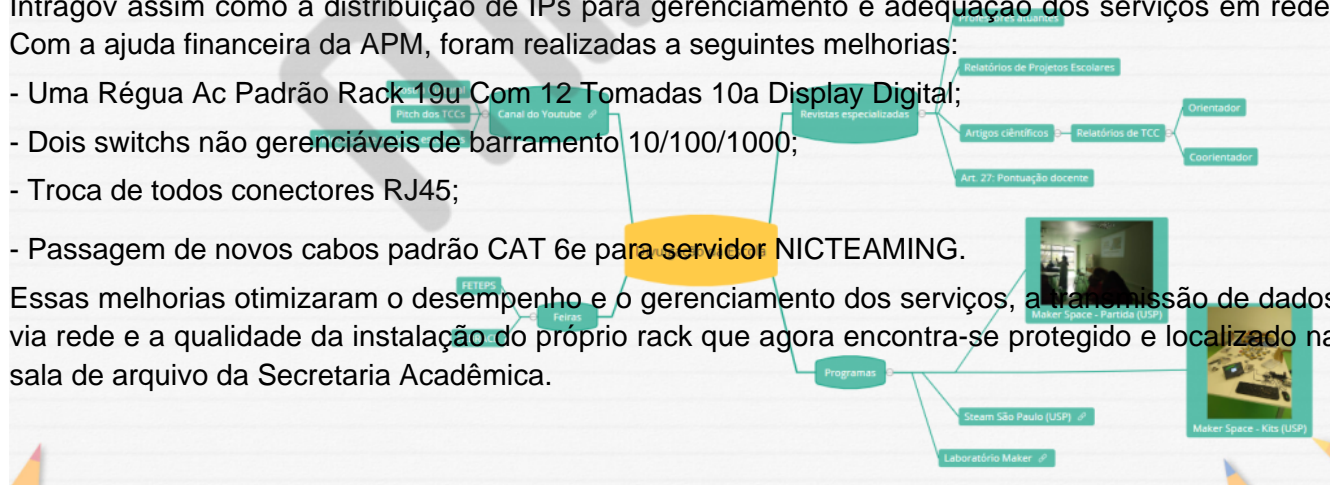 Intragov assim como a distribuição de IPs para gerenciamento e adequação dos serviços em rede
Com a ajuda financeira da APM, foram realizadas a seguintes melhorias:
- Uma Régua Ac Padrão Rack 19u Com 12 Tomadas 10a Display Digital;
- Dois switchs não gerenciáveis de barramento 10/100/1000;
- Troca de todos conectores RJ45;
- Passagem de novos cabos padrão CAT 6e para servidor NICTEAMING.
Essas melhorias otimizaram o desempenho e o gerenciamento dos serviços, a transmissão de dados
via rede e a qualidade da instalação do próprio rack que agora encontra-se protegido e localizado na
sala de arquivo da Secretaria Acadêmica.
Professores atuantes
Relatórios de Projetos Escolares
Revistas especializadas
Artigos ciêntíficos
Relatórios de TCC
Orientador
Coorientador
Art. 27: Pontuação docente
Pitch dos TCCs
Canal do Youtube
FETEPS
Feiras
Programas
Maker Space - Partida (USP)
Maker Space - Kits (USP)
Steam São Paulo (USP)
Laboratório Maker